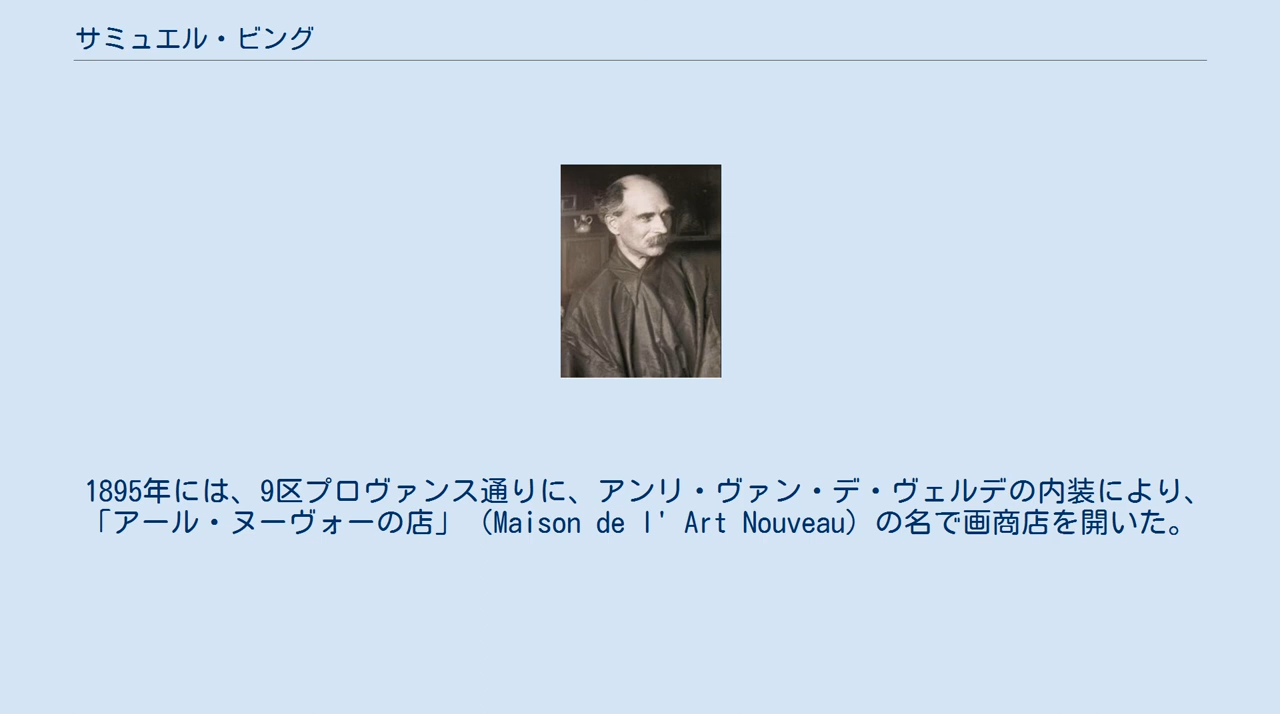 サミュエル・ビング
1895年には、9区プロヴァンス通りに、アンリ・ヴァン・デ・ヴェルデの内装により、
「アール・ヌーヴォーの店」（Maison de l' Art Nouveau）の名で画商店を開いた。